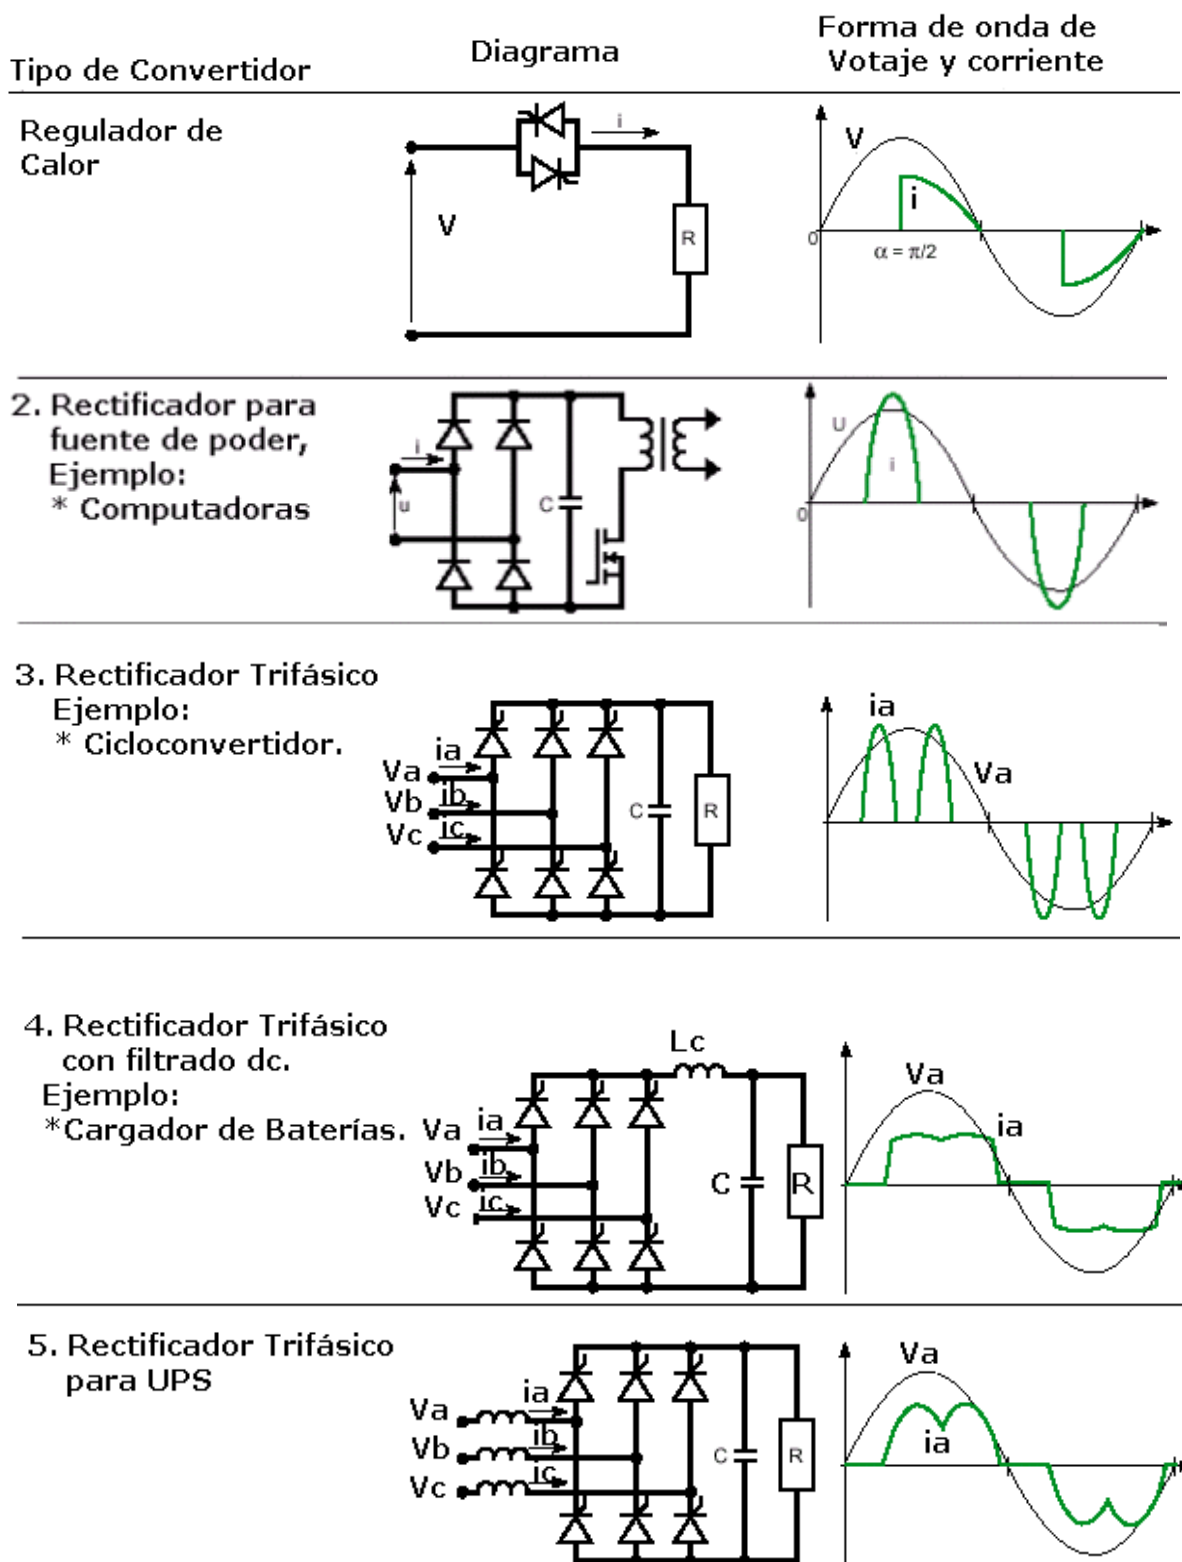 Tipo de Convertidor
Diagrama
Forma de onda de
Votaje y corriente
Regulador de
Calor
i
V
R
V
i
0
α = π/2
2. Rectificador para
fuente de poder,
Ejemplo:
* Computadoras
i
u
C
U
i
0
3. Rectificador Trifásico
Ejemplo:
* Cicloconvertidor.
ia
Va
ib
Vb
ic
Vc
C
R
ia
Va
4. Rectificador Trifásico
con filtrado dc.
Ejemplo:
*Cargador de Baterías.
Lc
ia
Va
ib
Vb
ic
Vc
C
R
Va
ia
5. Rectificador Trifásico
para UPS
ia
Va
ib
Vb
ic
Vc
C
R
Va
ia